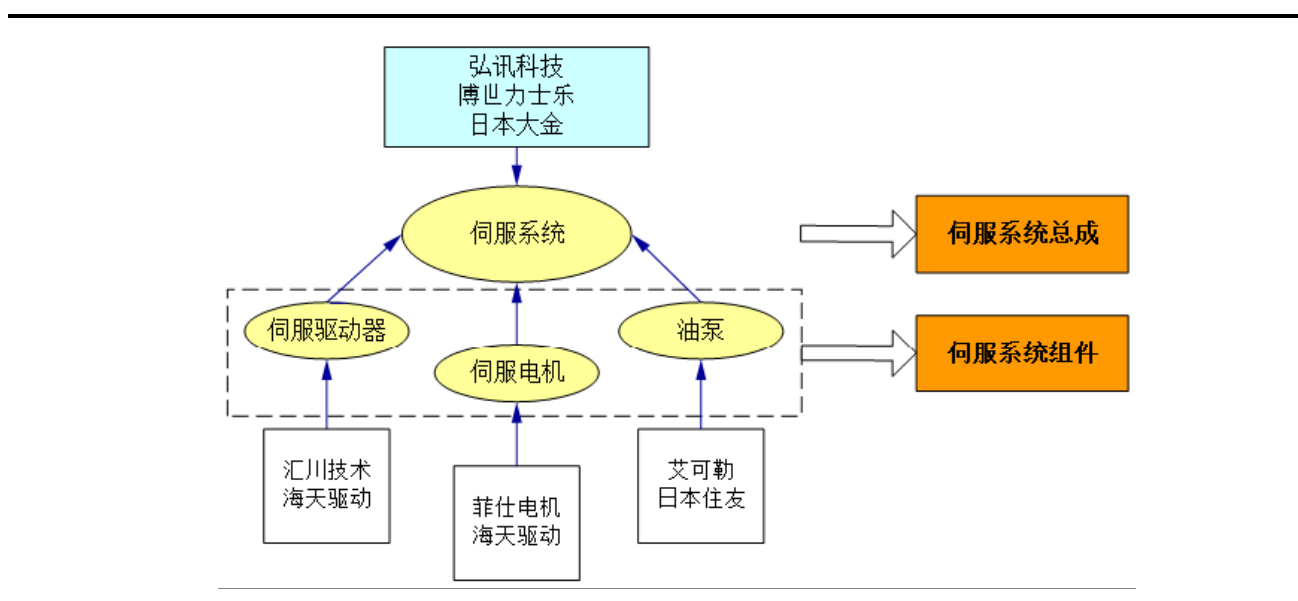 弘讯科技
博世力士乐
日本大金
伺服系统
伺服系统总成
伺服驱动器
油泵
伺服电机
伺服系统组件
汇川技术
海天驱动
菲仕电机
海天驱动
艾可勒
日本住友